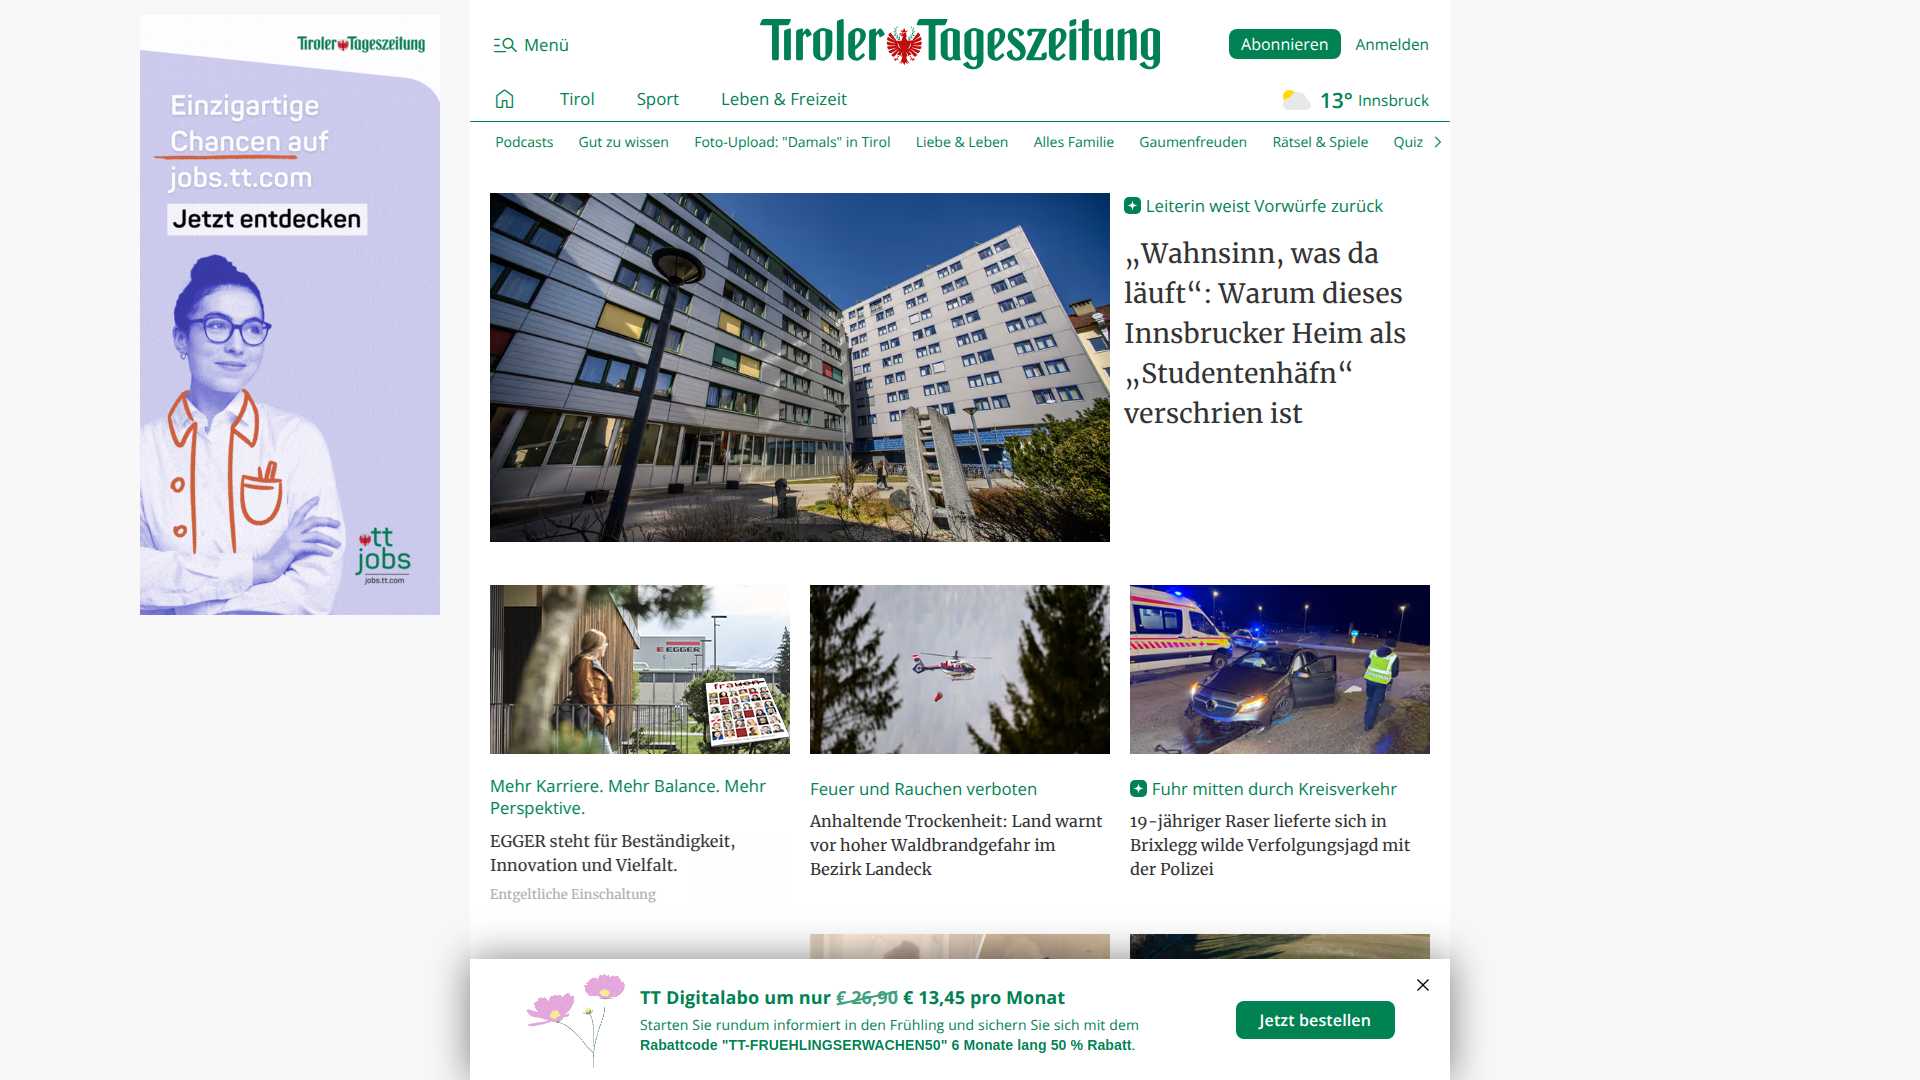 Tiroler Tageszeitung
Einzigartige
Chancen auf
jobs.tt.com
Jetzt entdecken
tt
jobs
jobs.tt.com
Menü
Tiroler Tageszeitung
Abonnieren
Anmelden
Tirol
Sport
Leben & Freizeit
13° Innsbruck
Podcasts
Gut zu wissen
Foto-Upload: "Damals" in Tirol
Liebe & Leben
Alles Familie
Gaumenfreuden
Rätsel & Spiele
Quiz
Leiterin weist Vorwürfe zurück
„Wahnsinn, was da
läuft“: Warum dieses
Innsbrucker Heim als
„Studentenhäfn“
verschrien ist
E EGGER
frauen
Mehr Karriere. Mehr Balance. Mehr
Perspektive.
EGGER steht für Beständigkeit,
Innovation und Vielfalt.
Entgeltliche Einschaltung
Feuer und Rauchen verboten
Anhaltende Trockenheit: Land warnt
vor hoher Waldbrandgefahr im
Bezirk Landeck
Fuhr mitten durch Kreisverkehr
19-jähriger Raser lieferte sich in
Brixlegg wilde Verfolgungsjagd mit
der Polizei
TT Digitalabo um nur € 26,90 € 13,45 pro Monat
Starten Sie rundum informiert in den Frühling und sichern Sie sich mit dem
Rabattcode "TT-FRUEHLINGSERWACHEN50" 6 Monate lang 50 % Rabatt.
Jetzt bestellen